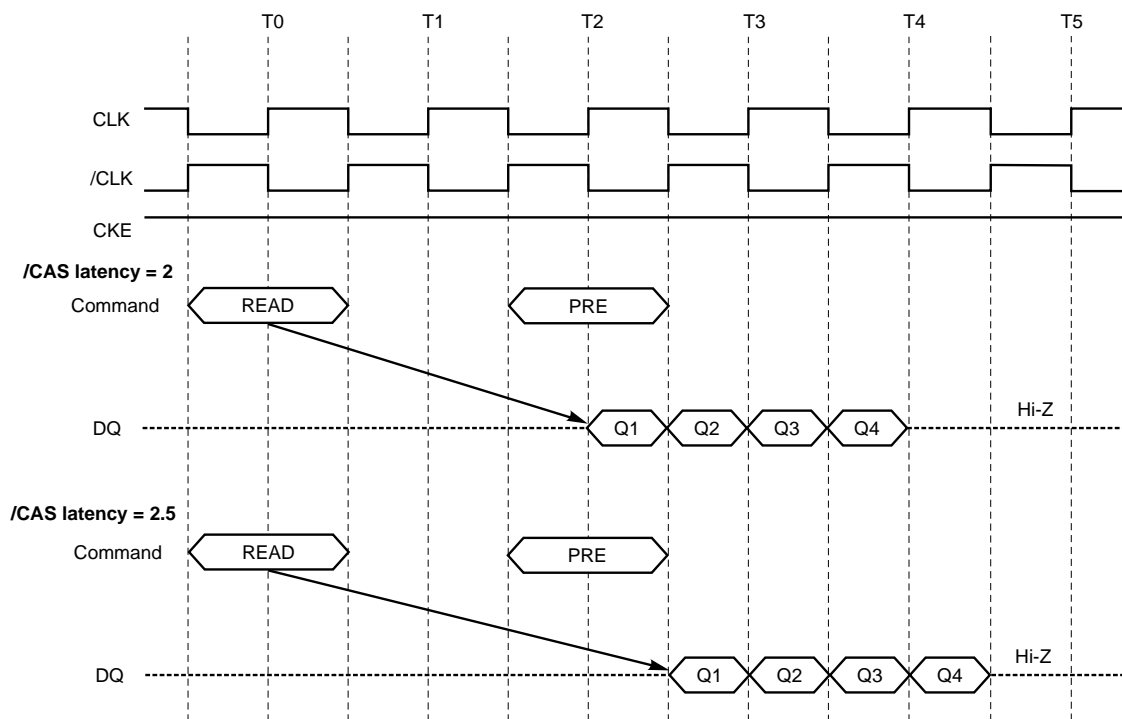 T0 T1 T2 T3 T4 T5
CLK
/CLK
CKE
/CAS latency = 2
Command READ PRE
Hi-Z
DQ Q1 Q2 Q3 Q4
/CAS latency = 2.5
Command READ PRE
Hi-Z
DQ Q1 Q2 Q3 Q4